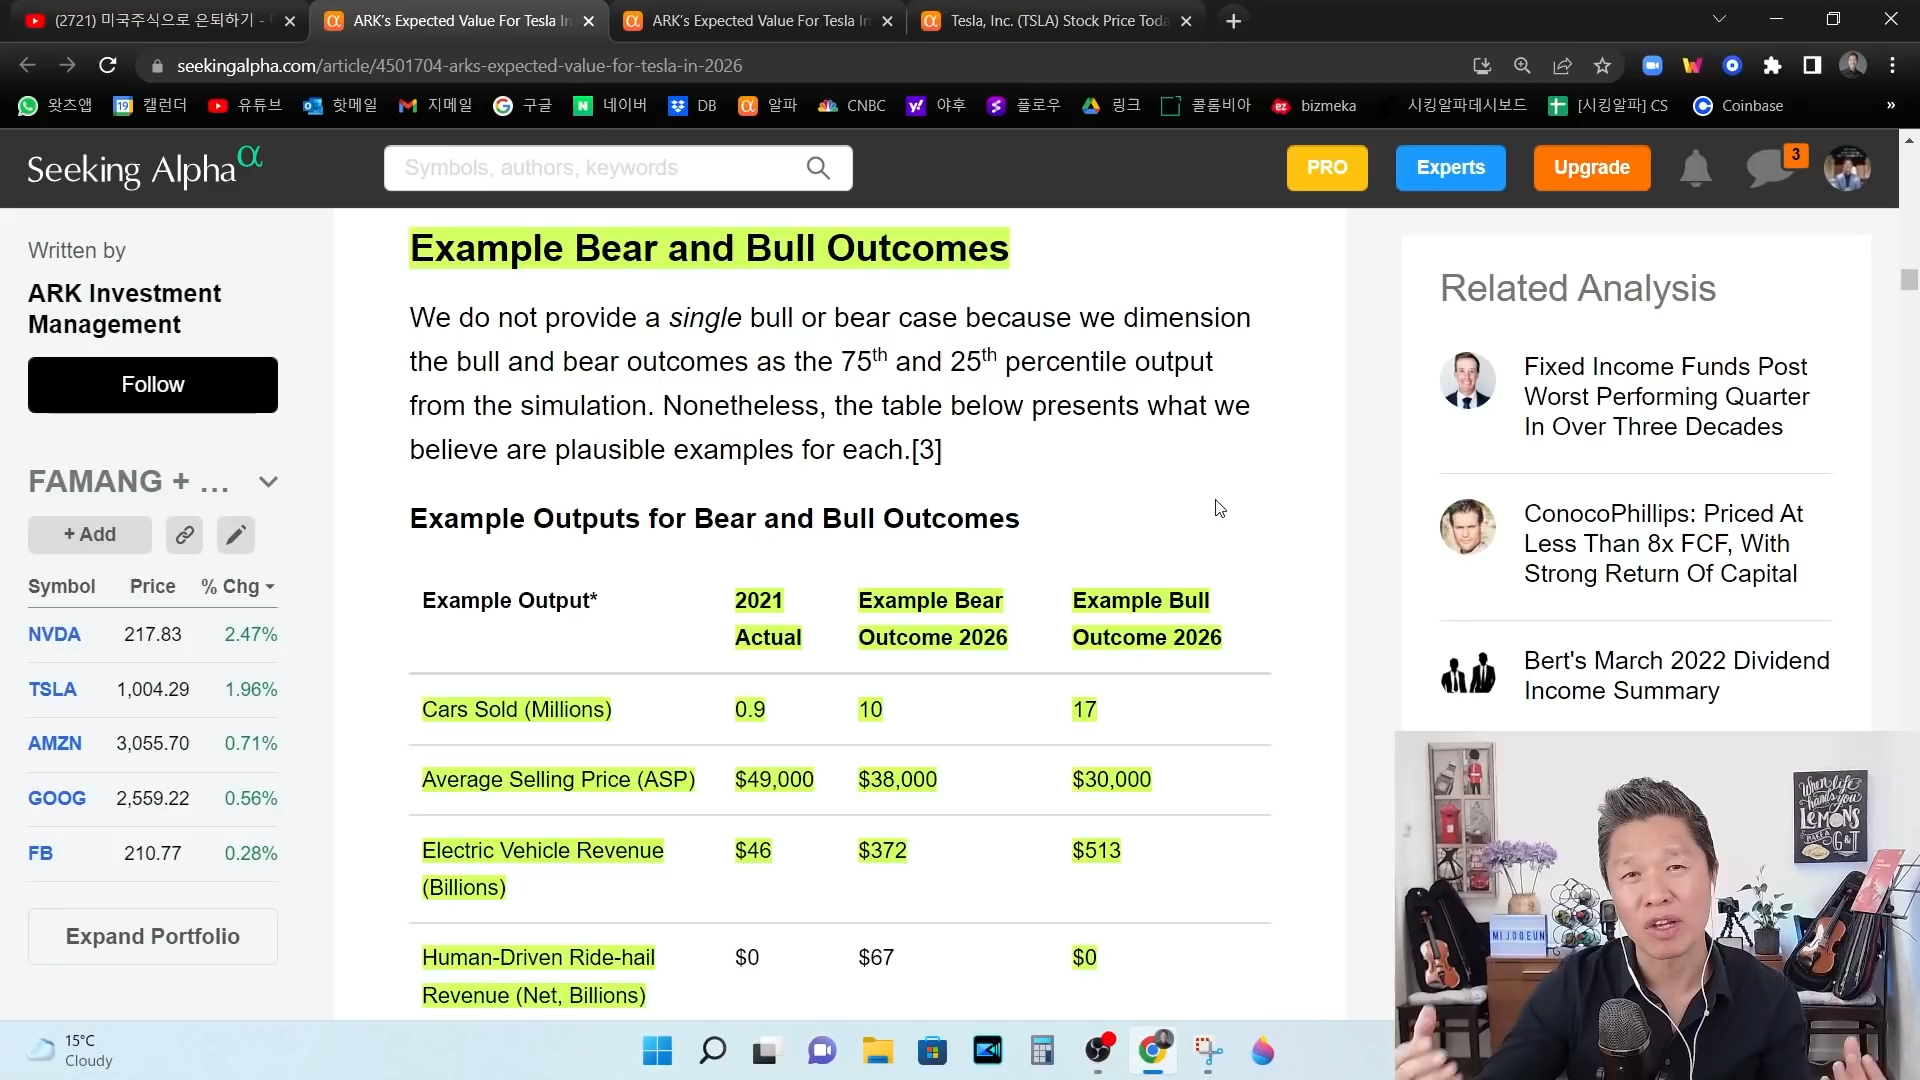 (2721) 미국주식으로 은퇴하기 -
ARK's Expected Value For Tesla In
ARK's Expected Value For Tesla In
Tesla, Inc. (TSLA) Stock Price Toda
seekingalpha.com/article/4501704-arks-expected-value-for-tesla-in-2026
왓츠앱
19 캘린더
유튜브
핫메일
지메일
구글
N 네이버
DB
알파
CNBC
y! 야후
플로우
링크
콜롬비아
ez bizmeka
시킹알파데시보드
[시킹알파] CS
Coinbase
»
Seeking Alpha α
Symbols, authors, keywords
PRO
Experts
Upgrade
3
Written by
ARK Investment
Management
Follow
FAMANG + ...
+ Add
Symbol Price % Chg
NVDA 217.83 2.47%
TSLA 1,004.29 1.96%
AMZN 3,055.70 0.71%
GOOG 2,559.22 0.56%
FB 210.77 0.28%
Expand Portfolio
Example Bear and Bull Outcomes
We do not provide a single bull or bear case because we dimension
the bull and bear outcomes as the 75th and 25th percentile output
from the simulation. Nonetheless, the table below presents what we
believe are plausible examples for each.[3]
Example Outputs for Bear and Bull Outcomes
Example Output* 2021 Example Bear Example Bull
Actual Outcome 2026 Outcome 2026
Cars Sold (Millions) 0.9 10 17
Average Selling Price (ASP) $49,000 $38,000 $30,000
Electric Vehicle Revenue $46 $372 $513
(Billions)
Human-Driven Ride-hail $0 $67 $0
Revenue (Net, Billions)
Related Analysis
Fixed Income Funds Post
Worst Performing Quarter
In Over Three Decades
ConocoPhillips: Priced At
Less Than 8x FCF, With
Strong Return Of Capital
Bert's March 2022 Dividend
Income Summary
When life
hands you
LEMONS
MAKE A
G&T
MIJOOEUN
15°C
Cloudy